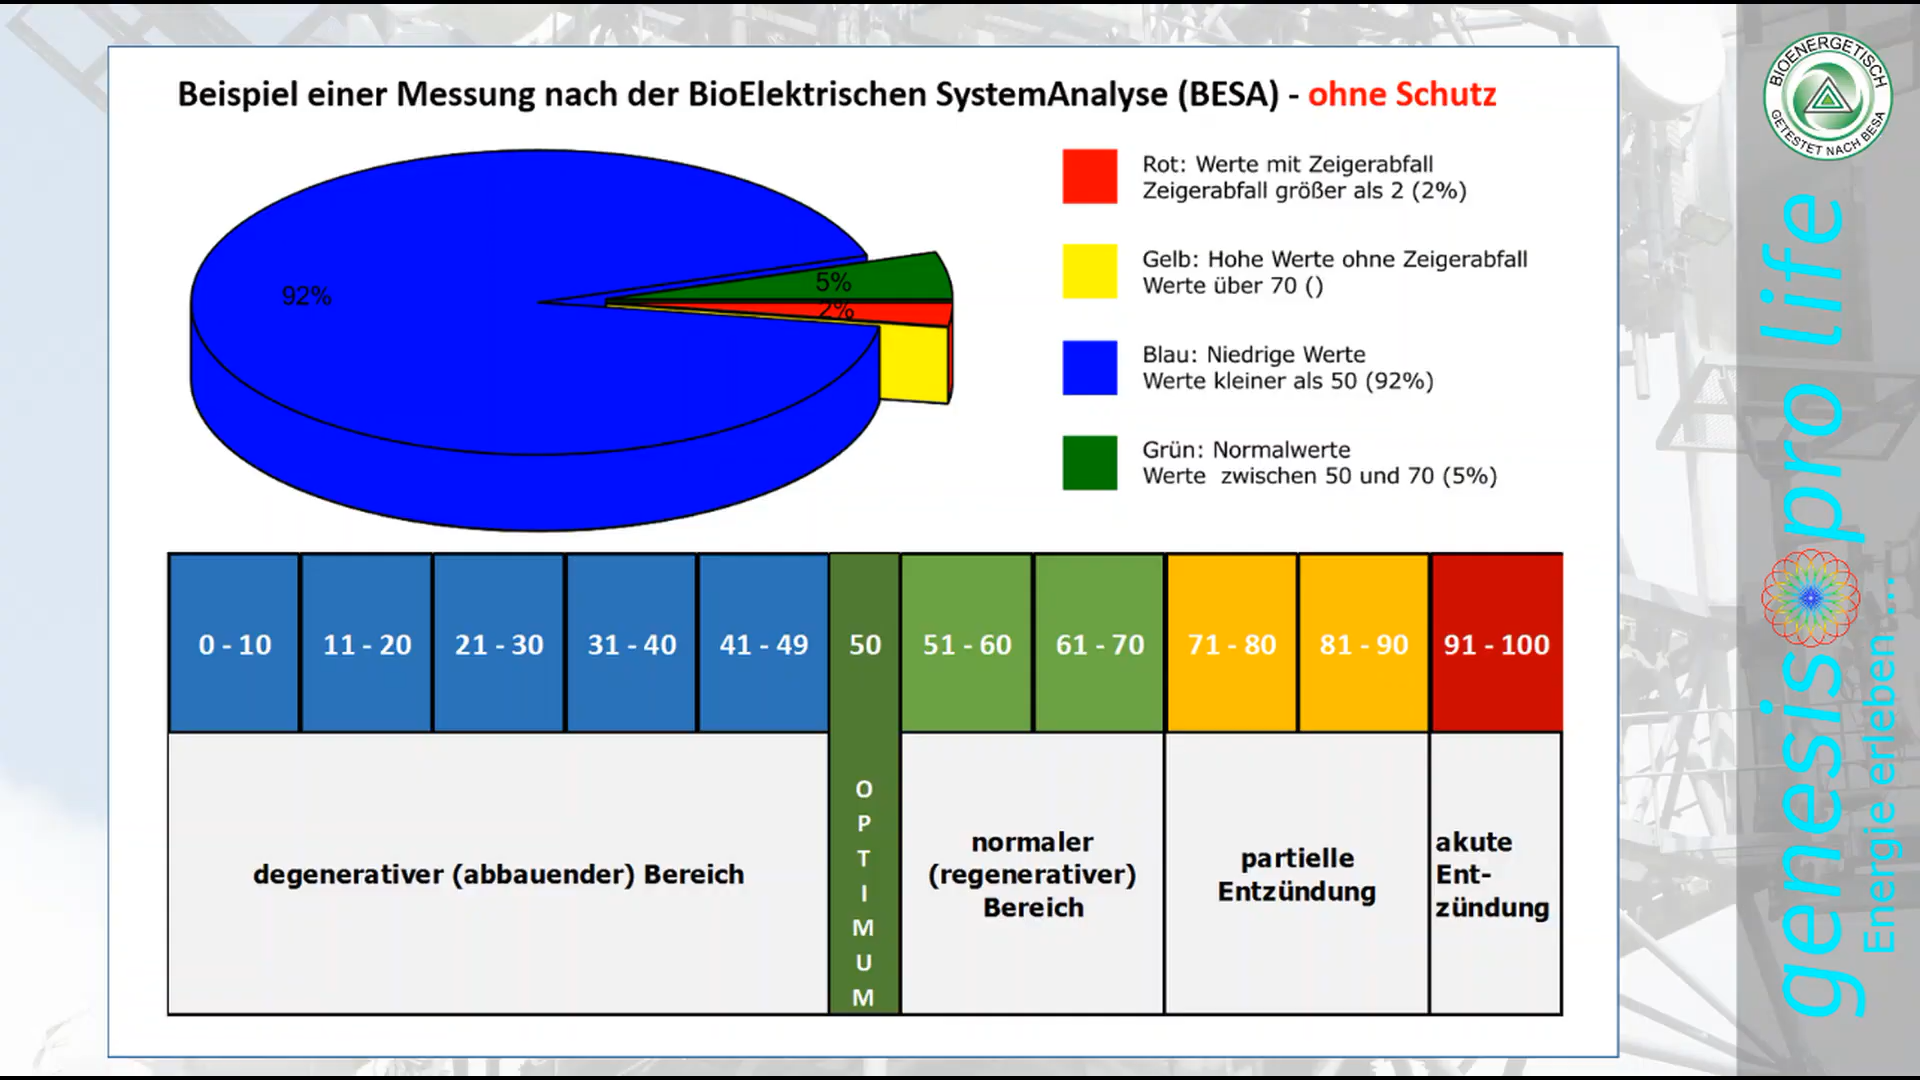 Beispiel einer Messung nach der BioElektrischen SystemAnalyse (BESA) - ohne Schutz
92%
5%
2%
Rot: Werte mit Zeigerabfall
Zeigerabfall größer als 2 (2%)
Gelb: Hohe Werte ohne Zeigerabfall
Werte über 70 ()
Blau: Niedrige Werte
Werte kleiner als 50 (92%)
Grün: Normalwerte
Werte  zwischen 50 und 70 (5%)
0 - 10
11 - 20
21 - 30
31 - 40
41 - 49
50
51 - 60
61 - 70
71 - 80
81 - 90
91 - 100
degenerativer (abbauender) Bereich
OPTIMUM
normaler
(regenerativer)
Bereich
partielle
Entzündung
akute
Ent-
zündung
BIOENERGETISCH
GETESTET NACH BESA
genesis pro life
Energie erleben...